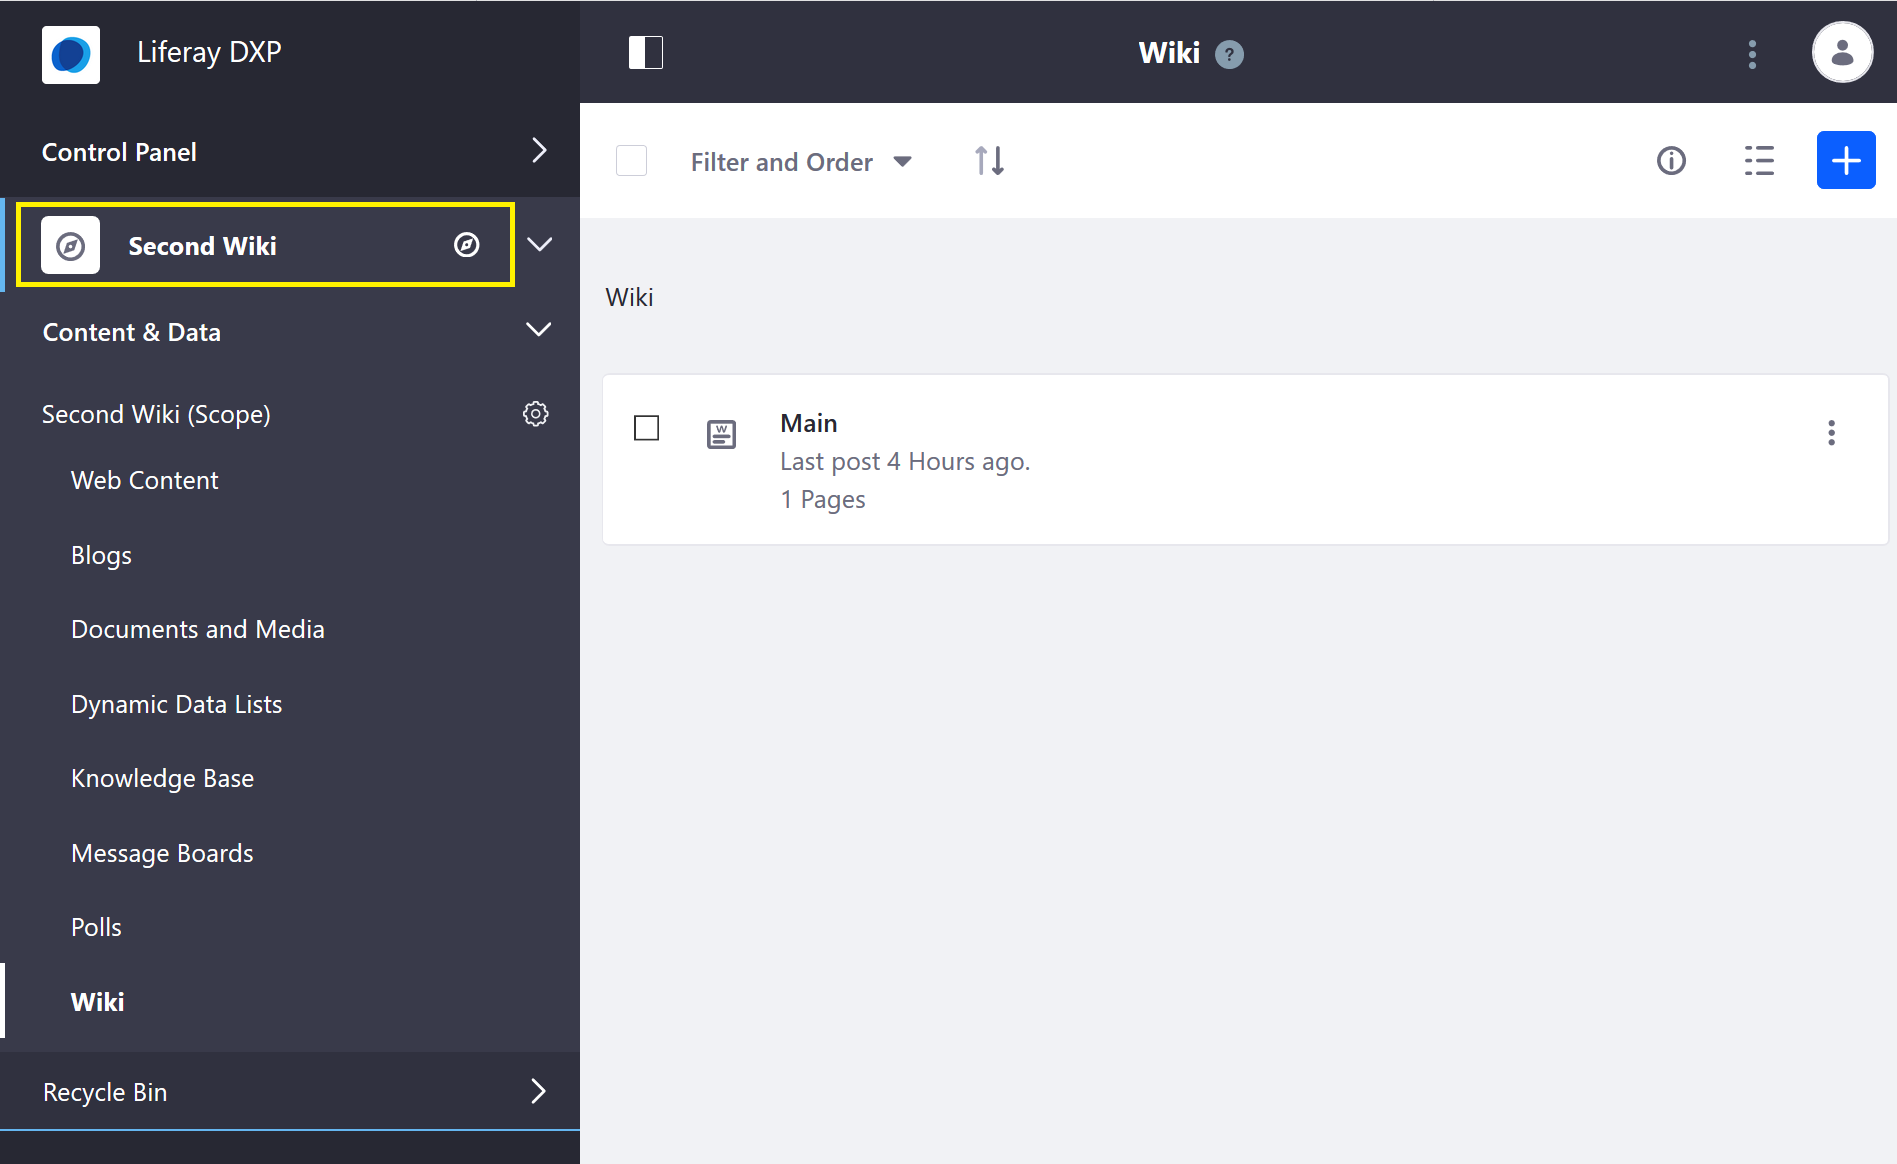 Liferay DXP
Control Panel
Second Wiki
Content & Data
Second Wiki (Scope)
Web Content
Blogs
Documents and Media
Dynamic Data Lists
Knowledge Base
Message Boards
Polls
Wiki
Recycle Bin
Wiki ?
Filter and Order
Wiki
W
Main
Last post 4 Hours ago.
1 Pages